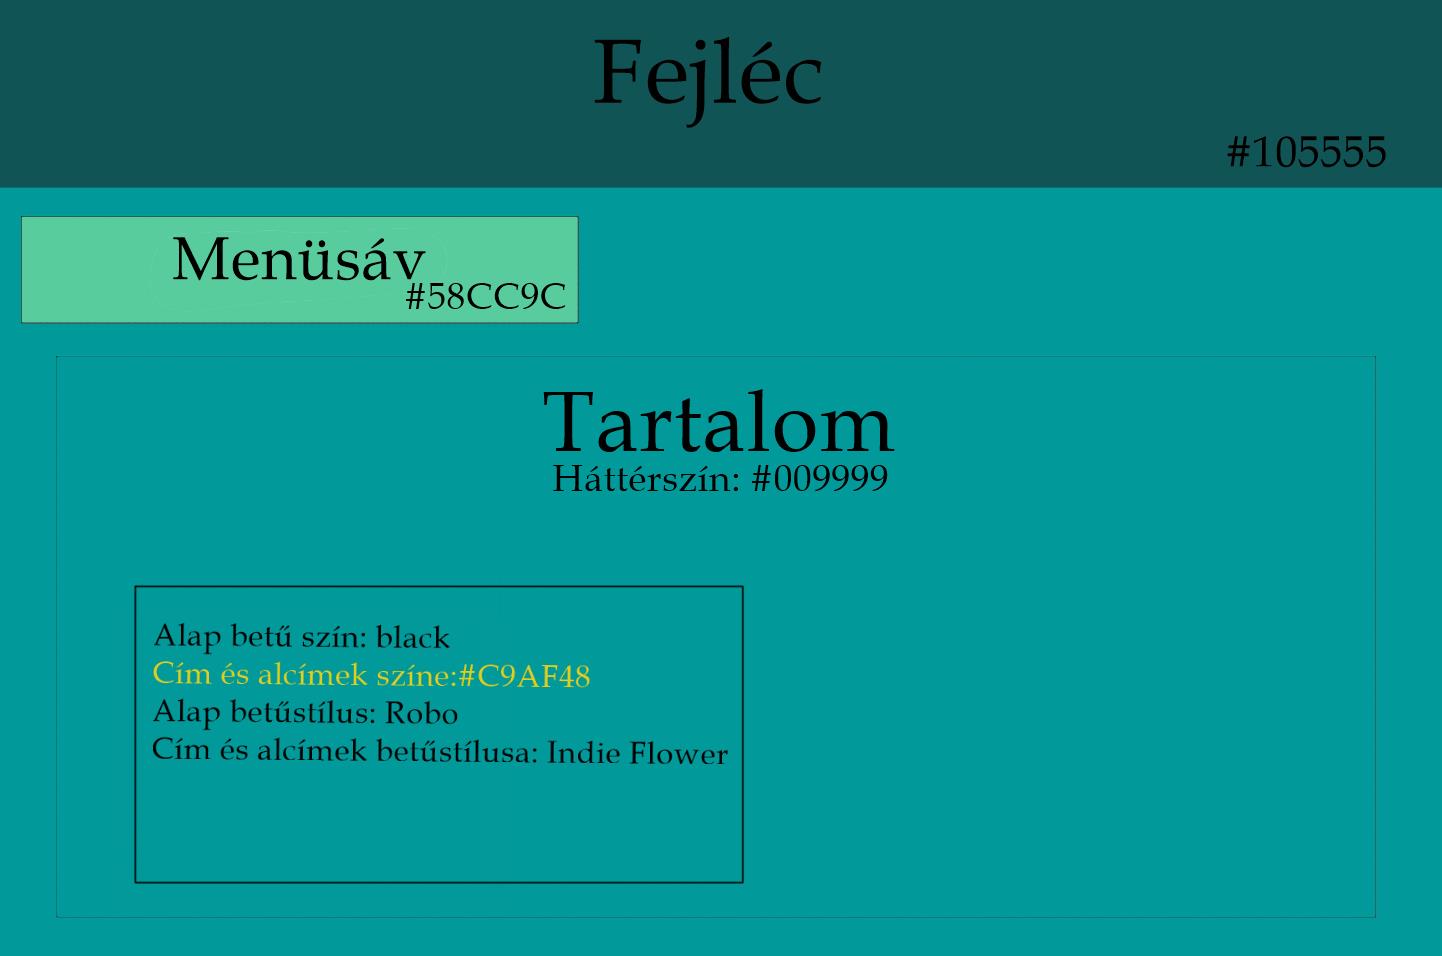 Fejléc
#105555
Menüsáv
#58CC9C
Tartalom
Háttérszín: #009999
Alap betű szín: black
Cím és alcímek színe:#C9AF48
Alap betűstílus: Robo
Cím és alcímek betűstílusa: Indie Flower